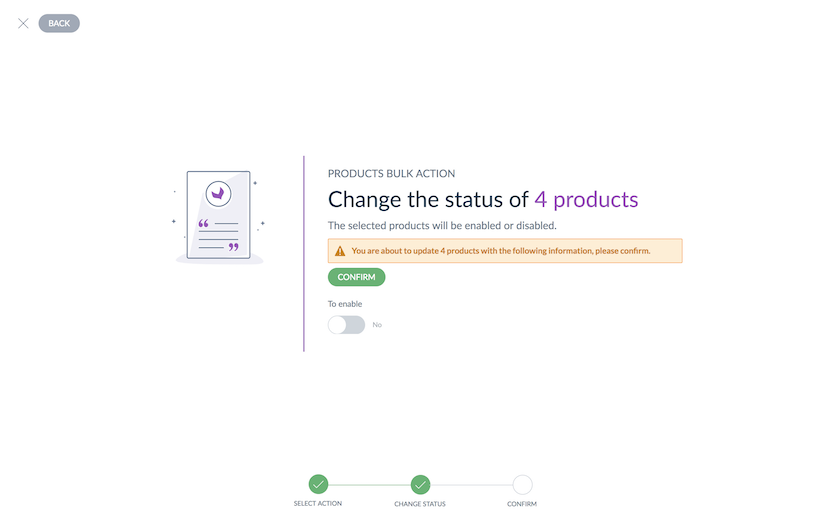 BACK
PRODUCTS BULK ACTION
Change the status of 4 products
The selected products will be enabled or disabled.
You are about to update 4 products with the following information, please confirm.
CONFIRM
To enable
No
SELECT ACTION
CHANGE STATUS
CONFIRM